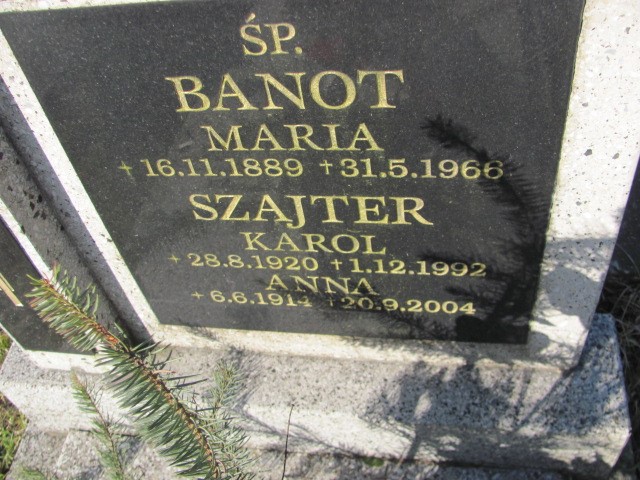 ŚP.
BANOT
MARIA
+16.11.1889 +31.5.1966
SZAJTER
KAROL
+28.8.1920 +1.12.1992
ANNA
+6.6.1914 +20.9.2004